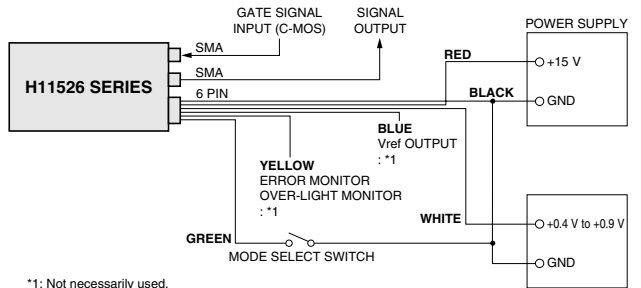 GATE SIGNAL
INPUT (C-MOS)
SIGNAL
OUTPUT
POWER SUPPLY
SMA
RED
+15 V
H11526 SERIES
SMA
6 PIN
BLACK
GND
BLUE
Vref OUTPUT
: *1
YELLOW
ERROR MONITOR
OVER-LIGHT MONITOR
: *1
WHITE
+0.4 V to +0.9 V
GREEN
MODE SELECT SWITCH
GND
*1: Not necessarily used.